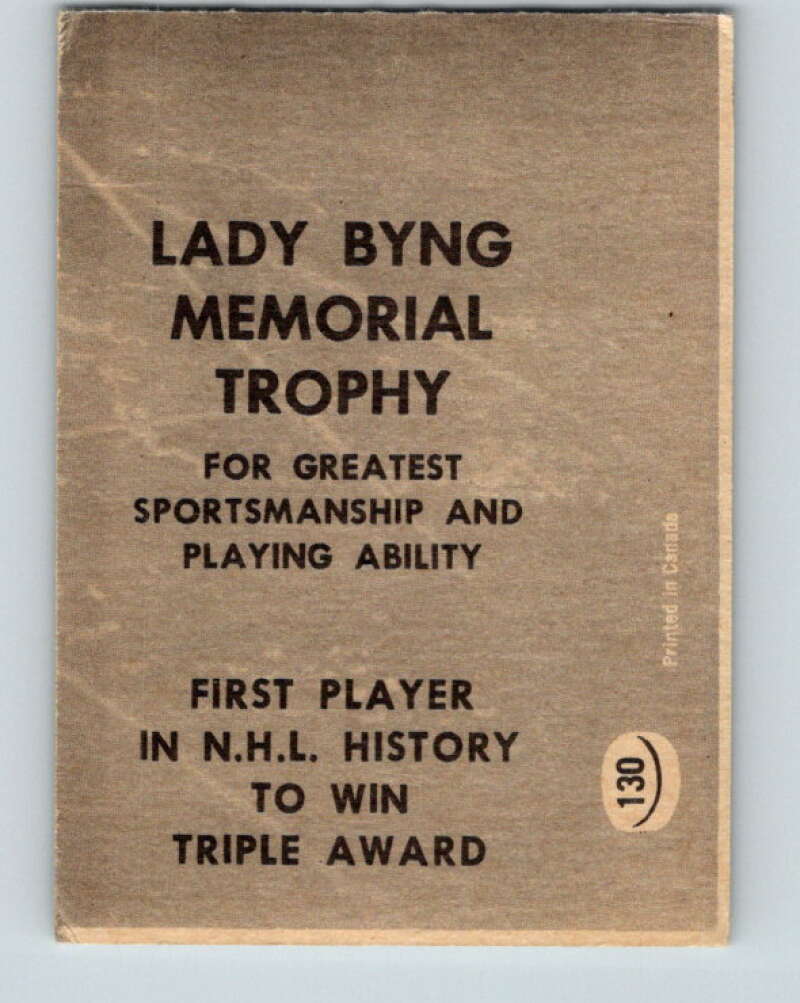 LADY BYNG
MEMORIAL
TROPHY
FOR GREATEST
SPORTSMANSHIP AND
PLAYING ABILITY
FIRST PLAYER
IN N.H.L. HISTORY
TO WIN
TRIPLE AWARD
Printed in Canada
130